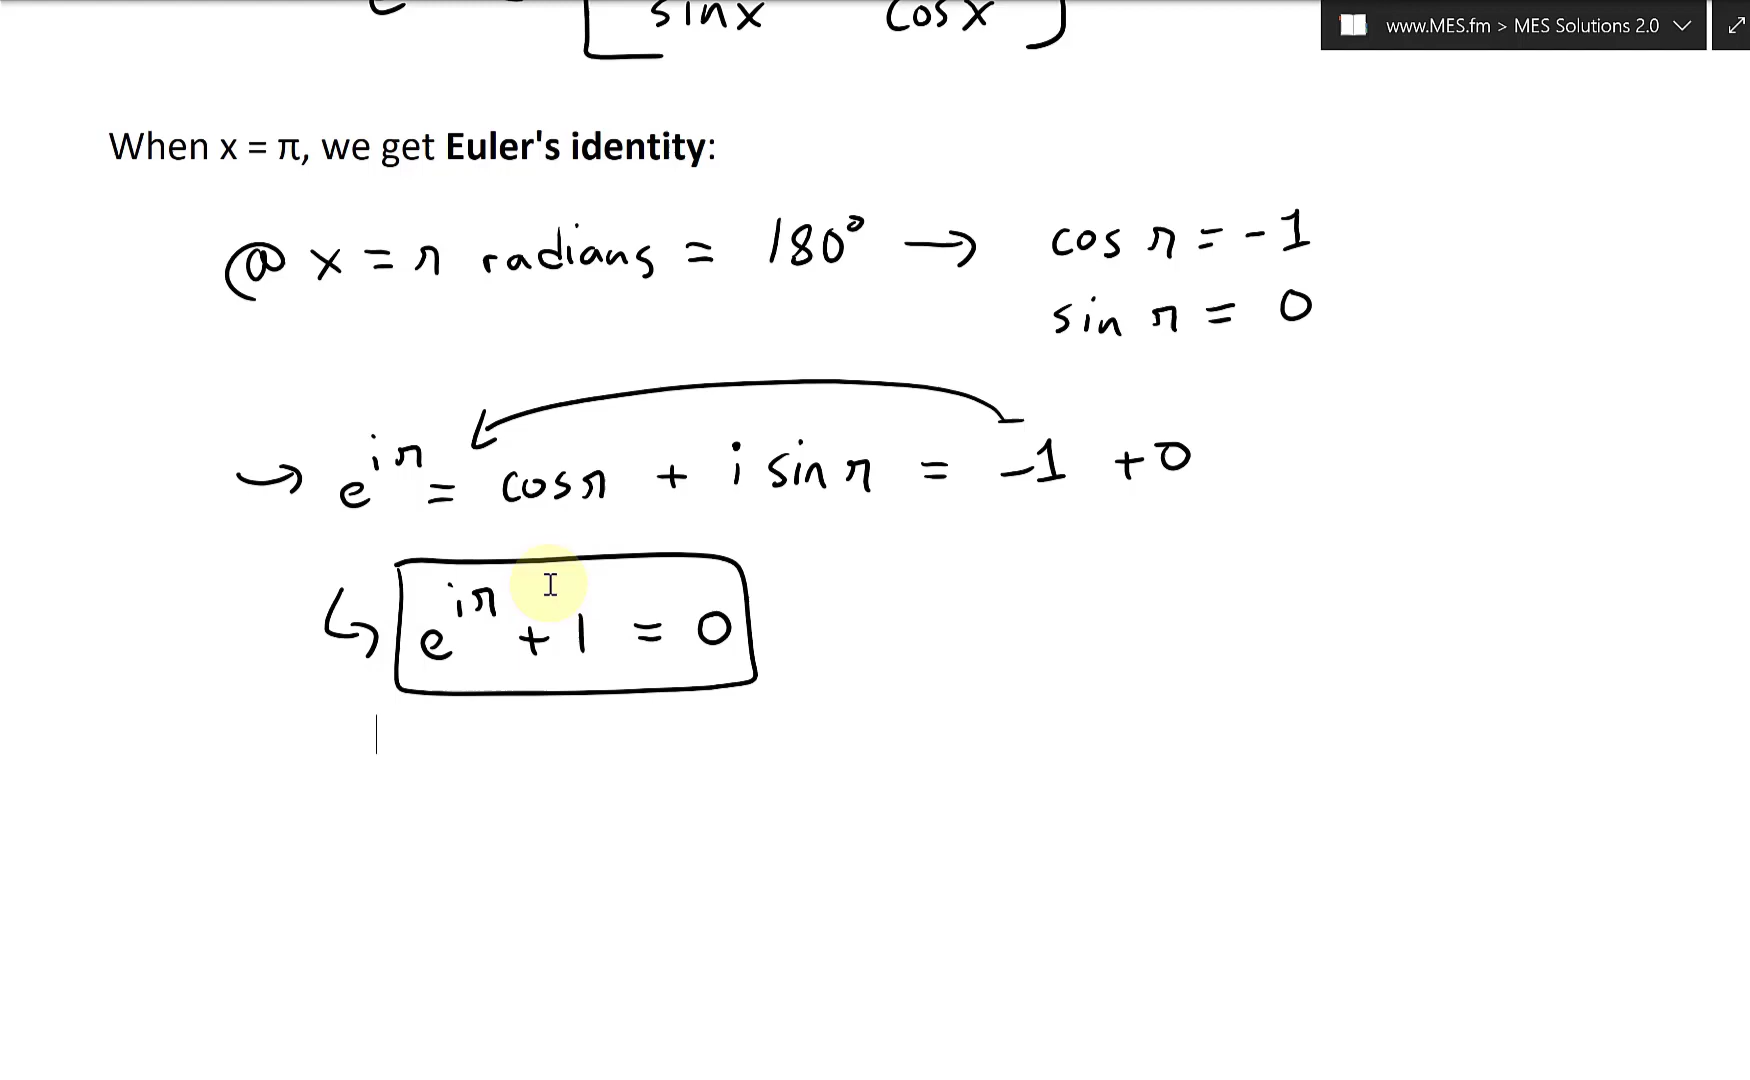 sinx cosx
www.MES.fm > MES Solutions 2.0
When x = π, we get Euler's identity:
@ x = π radians = 180° → cos π = -1
sin π = 0
→ e^{iπ} = cos π + i sin π = -1 + 0
↳ e^{iπ} + 1 = 0